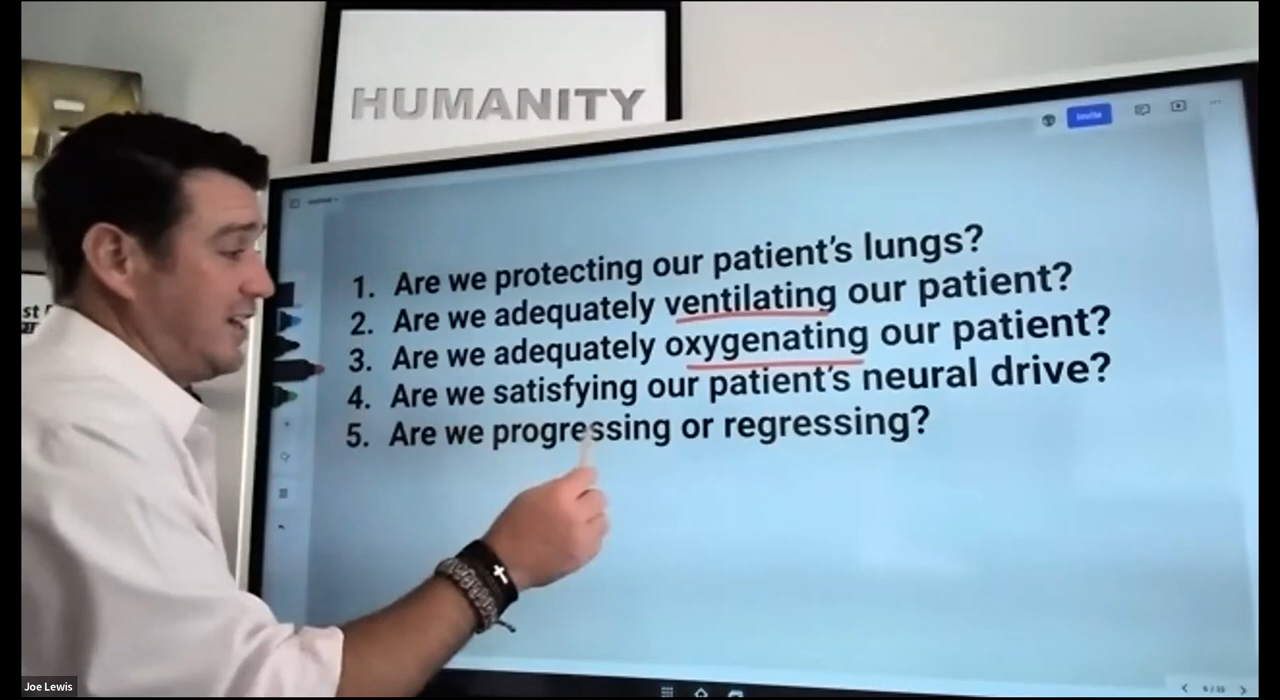 HUMANITY
Invite
1. Are we protecting our patient's lungs?
2. Are we adequately ventilating our patient?
3. Are we adequately oxygenating our patient?
4. Are we satisfying our patient's neural drive?
5. Are we progressing or regressing?
st
Joe Lewis